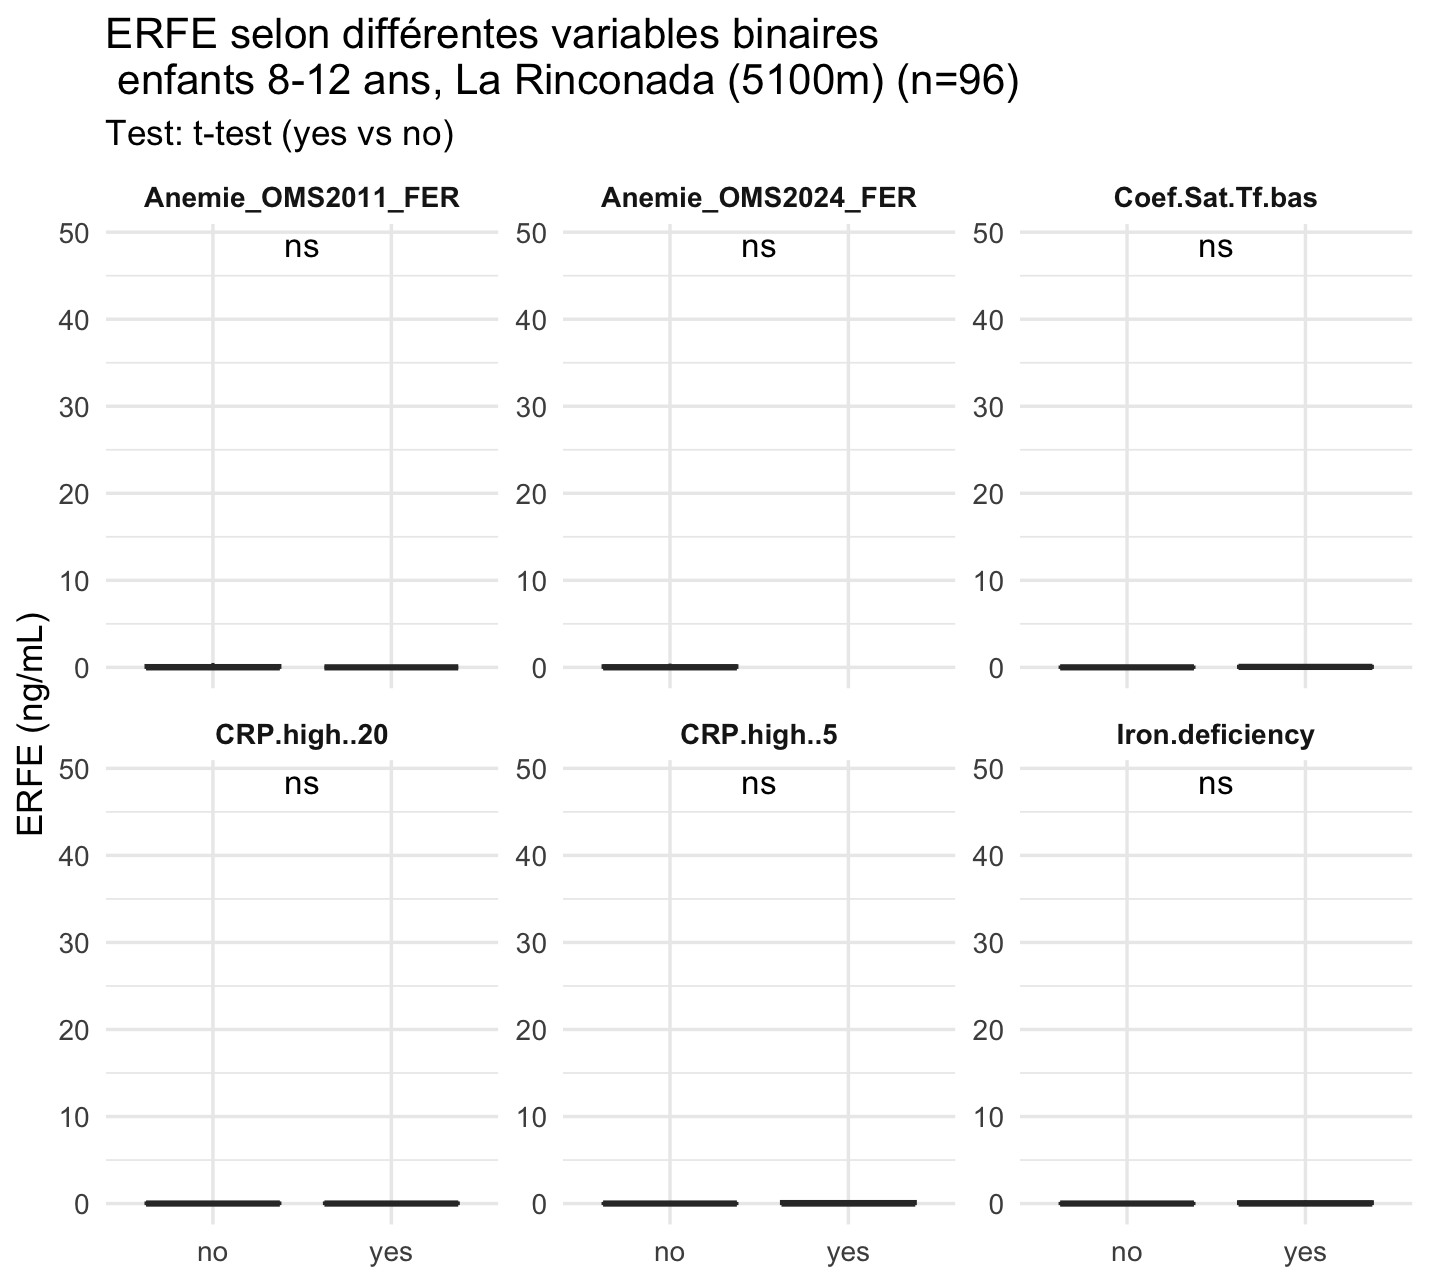 ERFE selon différentes variables binaires
enfants 8-12 ans, La Rinconada (5100m) (n=96)
Test: t-test (yes vs no)
Anemie_OMS2011_FER
Anemie_OMS2024_FER
Coef.Sat.Tf.bas
50
ns
50
ns
50
ns
40
40
40
30
30
30
20
20
20
10
10
10
0
0
0
ERFE (ng/mL)
CRP.high..20
CRP.high..5
Iron.deficiency
50
ns
50
ns
50
ns
40
40
40
30
30
30
20
20
20
10
10
10
0
0
0
no
yes
no
yes
no
yes